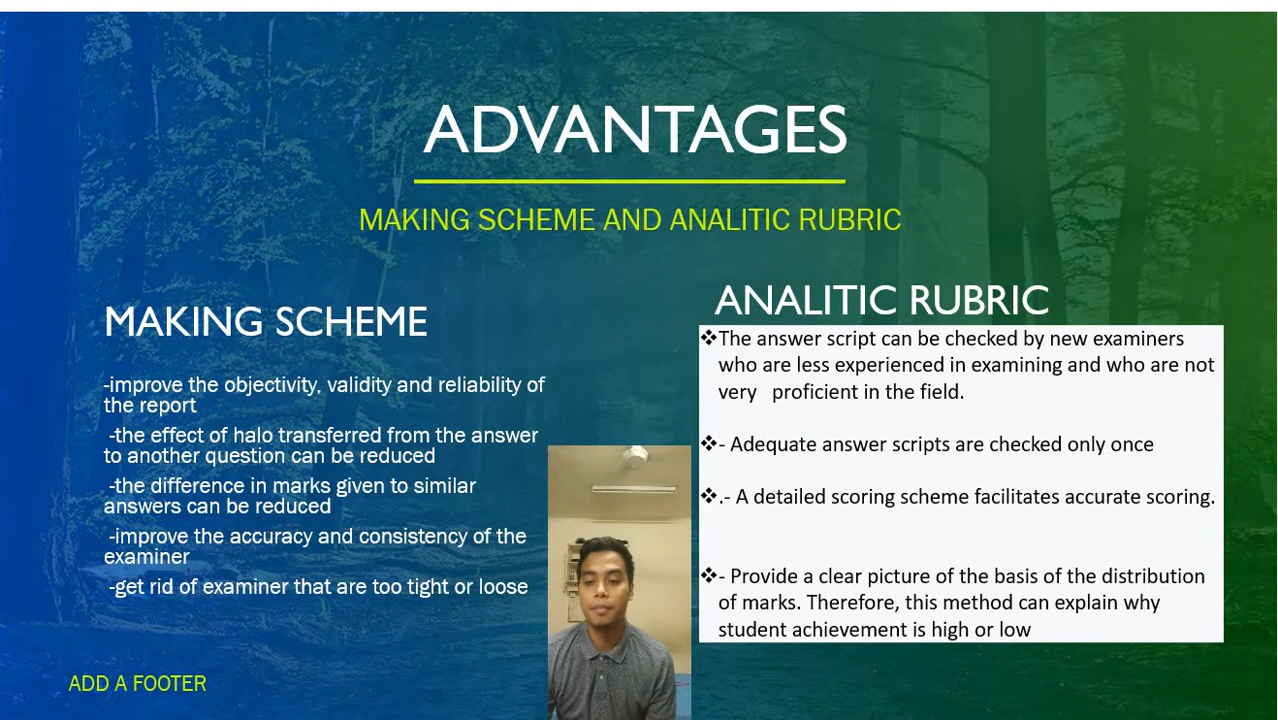 ADVANTAGES
MAKING SCHEME AND ANALITIC RUBRIC
MAKING SCHEME
-improve the objectivity, validity and reliability of
the report
-the effect of halo transferred from the answer
to another question can be reduced
-the difference in marks given to similar
answers can be reduced
-improve the accuracy and consistency of the
examiner
-get rid of examiner that are too tight or loose
ANALITIC RUBRIC
❖The answer script can be checked by new examiners
who are less experienced in examining and who are not
very proficient in the field.
❖- Adequate answer scripts are checked only once
❖.- A detailed scoring scheme facilitates accurate scoring.
❖- Provide a clear picture of the basis of the distribution
of marks. Therefore, this method can explain why
student achievement is high or low
ADD A FOOTER